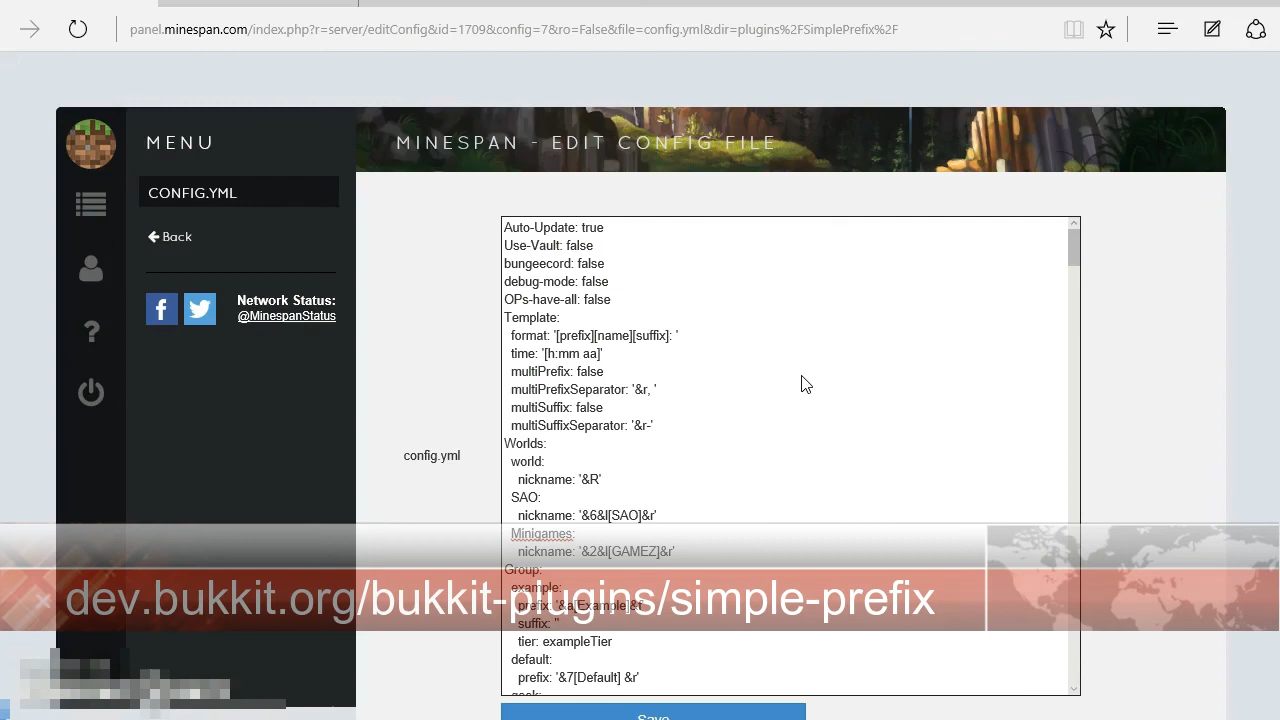 panel.minespan.com/index.php?r=server/editConfig&id=1709&config=7&ro=False&file=config.yml&dir=plugins%2FSimplePrefix%2F
MENU
MINESPAN - EDIT CONFIG FILE
CONFIG.YML
Back
Network Status:
@MinespanStatus
config.yml
Auto-Update: true
Use-Vault: false
bungeecord: false
debug-mode: false
OPs-have-all: false
Template:
format: '[prefix][name][suffix]: '
time: '[h:mm aa]'
multiPrefix: false
multiPrefixSeparator: '&r, '
multiSuffix: false
multiSuffixSeparator: '&r-'
Worlds:
world:
nickname: '&R'
SAO:
nickname: '&6&l[SAO]&r'
Minigames:
nickname: '&2&l[GAMEZ]&r'
Group:
example:
prefix: '&a[Example]&f'
suffix: ''
tier: exampleTier
default:
prefix: '&7[Default] &r'
geek:
Save
dev.bukkit.org/bukkit-plugins/simple-prefix